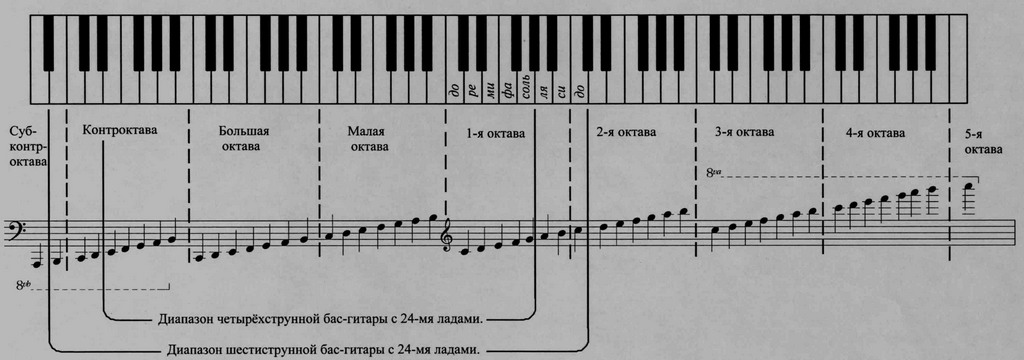 до ре ми фа соль ля си до
Суб-
контр-
октава
Контроктава
Большая
октава
Малая
октава
1-я октава
2-я октава
3-я октава
4-я октава
5-я
октава
8va
8vb
Диапазон четырёхструнной бас-гитары с 24-мя ладами.
Диапазон шестиструнной бас-гитары с 24-мя ладами.